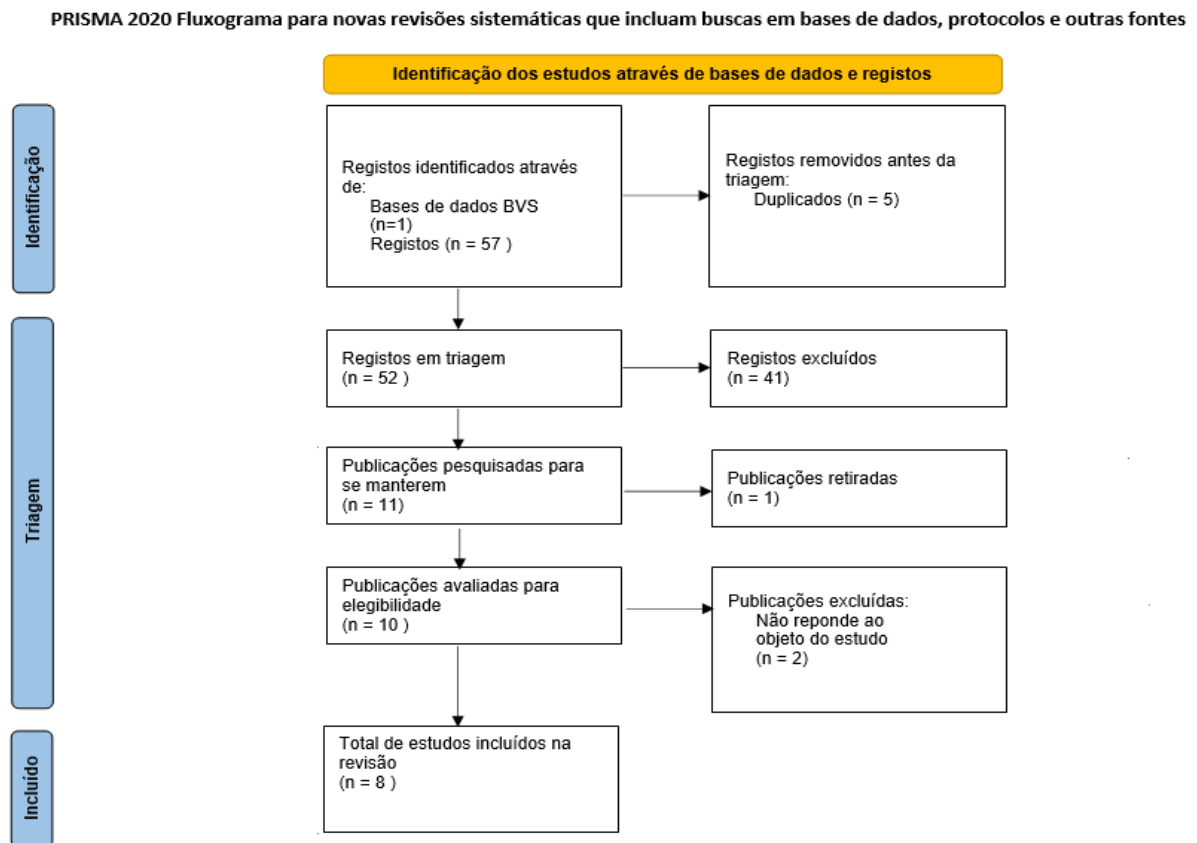 PRISMA 2020 Fluxograma para novas revisões sistemáticas que incluam buscas em bases de dados, protocolos e outras fontes
Identificação dos estudos através de bases de dados e registos
Identificação
Registos identificados através
de:
Bases de dados BVS
(n=1)
Registos (n = 57 )
Registos removidos antes da
triagem:
Duplicados (n = 5)
Triagem
Registos em triagem
(n = 52 )
Registos excluídos
(n = 41)
Publicações pesquisadas para
se manterem
(n = 11)
Publicações retiradas
(n = 1)
Publicações avaliadas para
elegibilidade
(n = 10 )
Publicações excluídas:
Não reponde ao
objeto do estudo
(n = 2)
Incluído
Total de estudos incluídos na
revisão
(n = 8 )